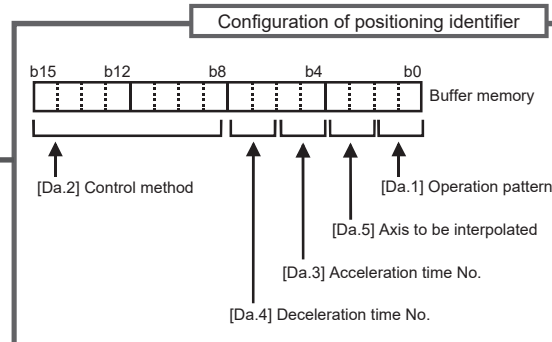 Configuration of positioning identifier
b15 b12 b8 b4 b0
Buffer memory
[Da.2] Control method
[Da.1] Operation pattern
[Da.5] Axis to be interpolated
[Da.3] Acceleration time No.
[Da.4] Deceleration time No.